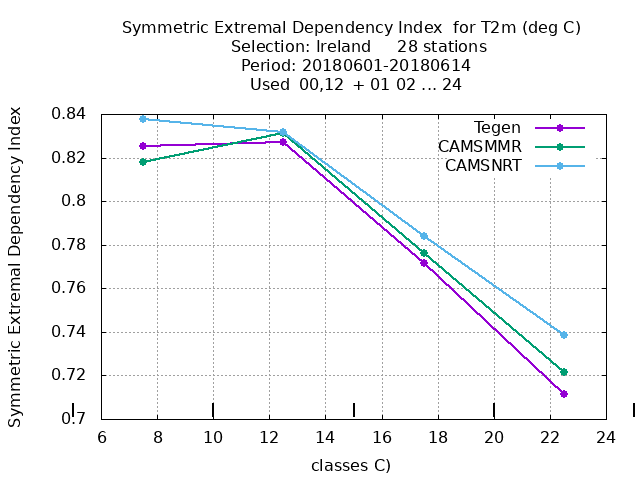 Symmetric Extremal Dependency Index  for T2m (deg C)
Selection: Ireland     28 stations
Period: 20180601-20180614
Used  00,12  + 01 02 ... 24
Symmetric Extremal Dependency Index
0.84
0.82
0.8
0.78
0.76
0.74
0.72
0.7
Tegen
CAMSMMR
CAMSNRT
6 8 10 12 14 16 18 20 22 24
classes C)